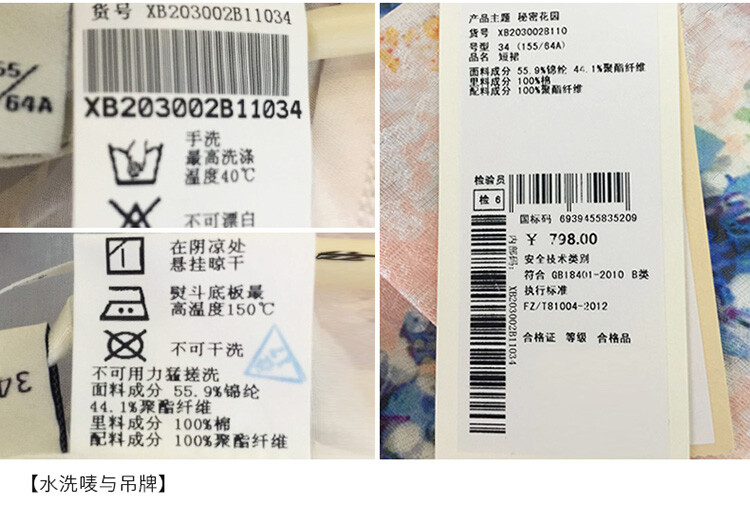 货号 XB203002B11034
XB203002B11034
手洗
最高洗涤
温度40℃
不可漂白
55/
64A
在阴凉处
悬挂晾干
熨斗底板最
高温度150℃
不可干洗
不可用力猛搓洗
面料成分 55.9%锦纶
44.1%聚酯纤维
里料成分 100%棉
配料成分 100%聚酯纤维
34
产品主题 秘密花园
货号 XB203002B110
号型 34 (155/64A)
品名 短裙
面料成分 55.9%锦纶 44.1%聚酯纤维
里料成分 100%棉
配料成分 100%聚酯纤维
检验员
检 6
国标码 6939455835209
¥ 798.00
内部码: XB203002B11034
安全技术类别
符合 GB18401-2010 B类
执行标准
FZ/T81004-2012
合格证 等级 合格品
【水洗唛与吊牌】